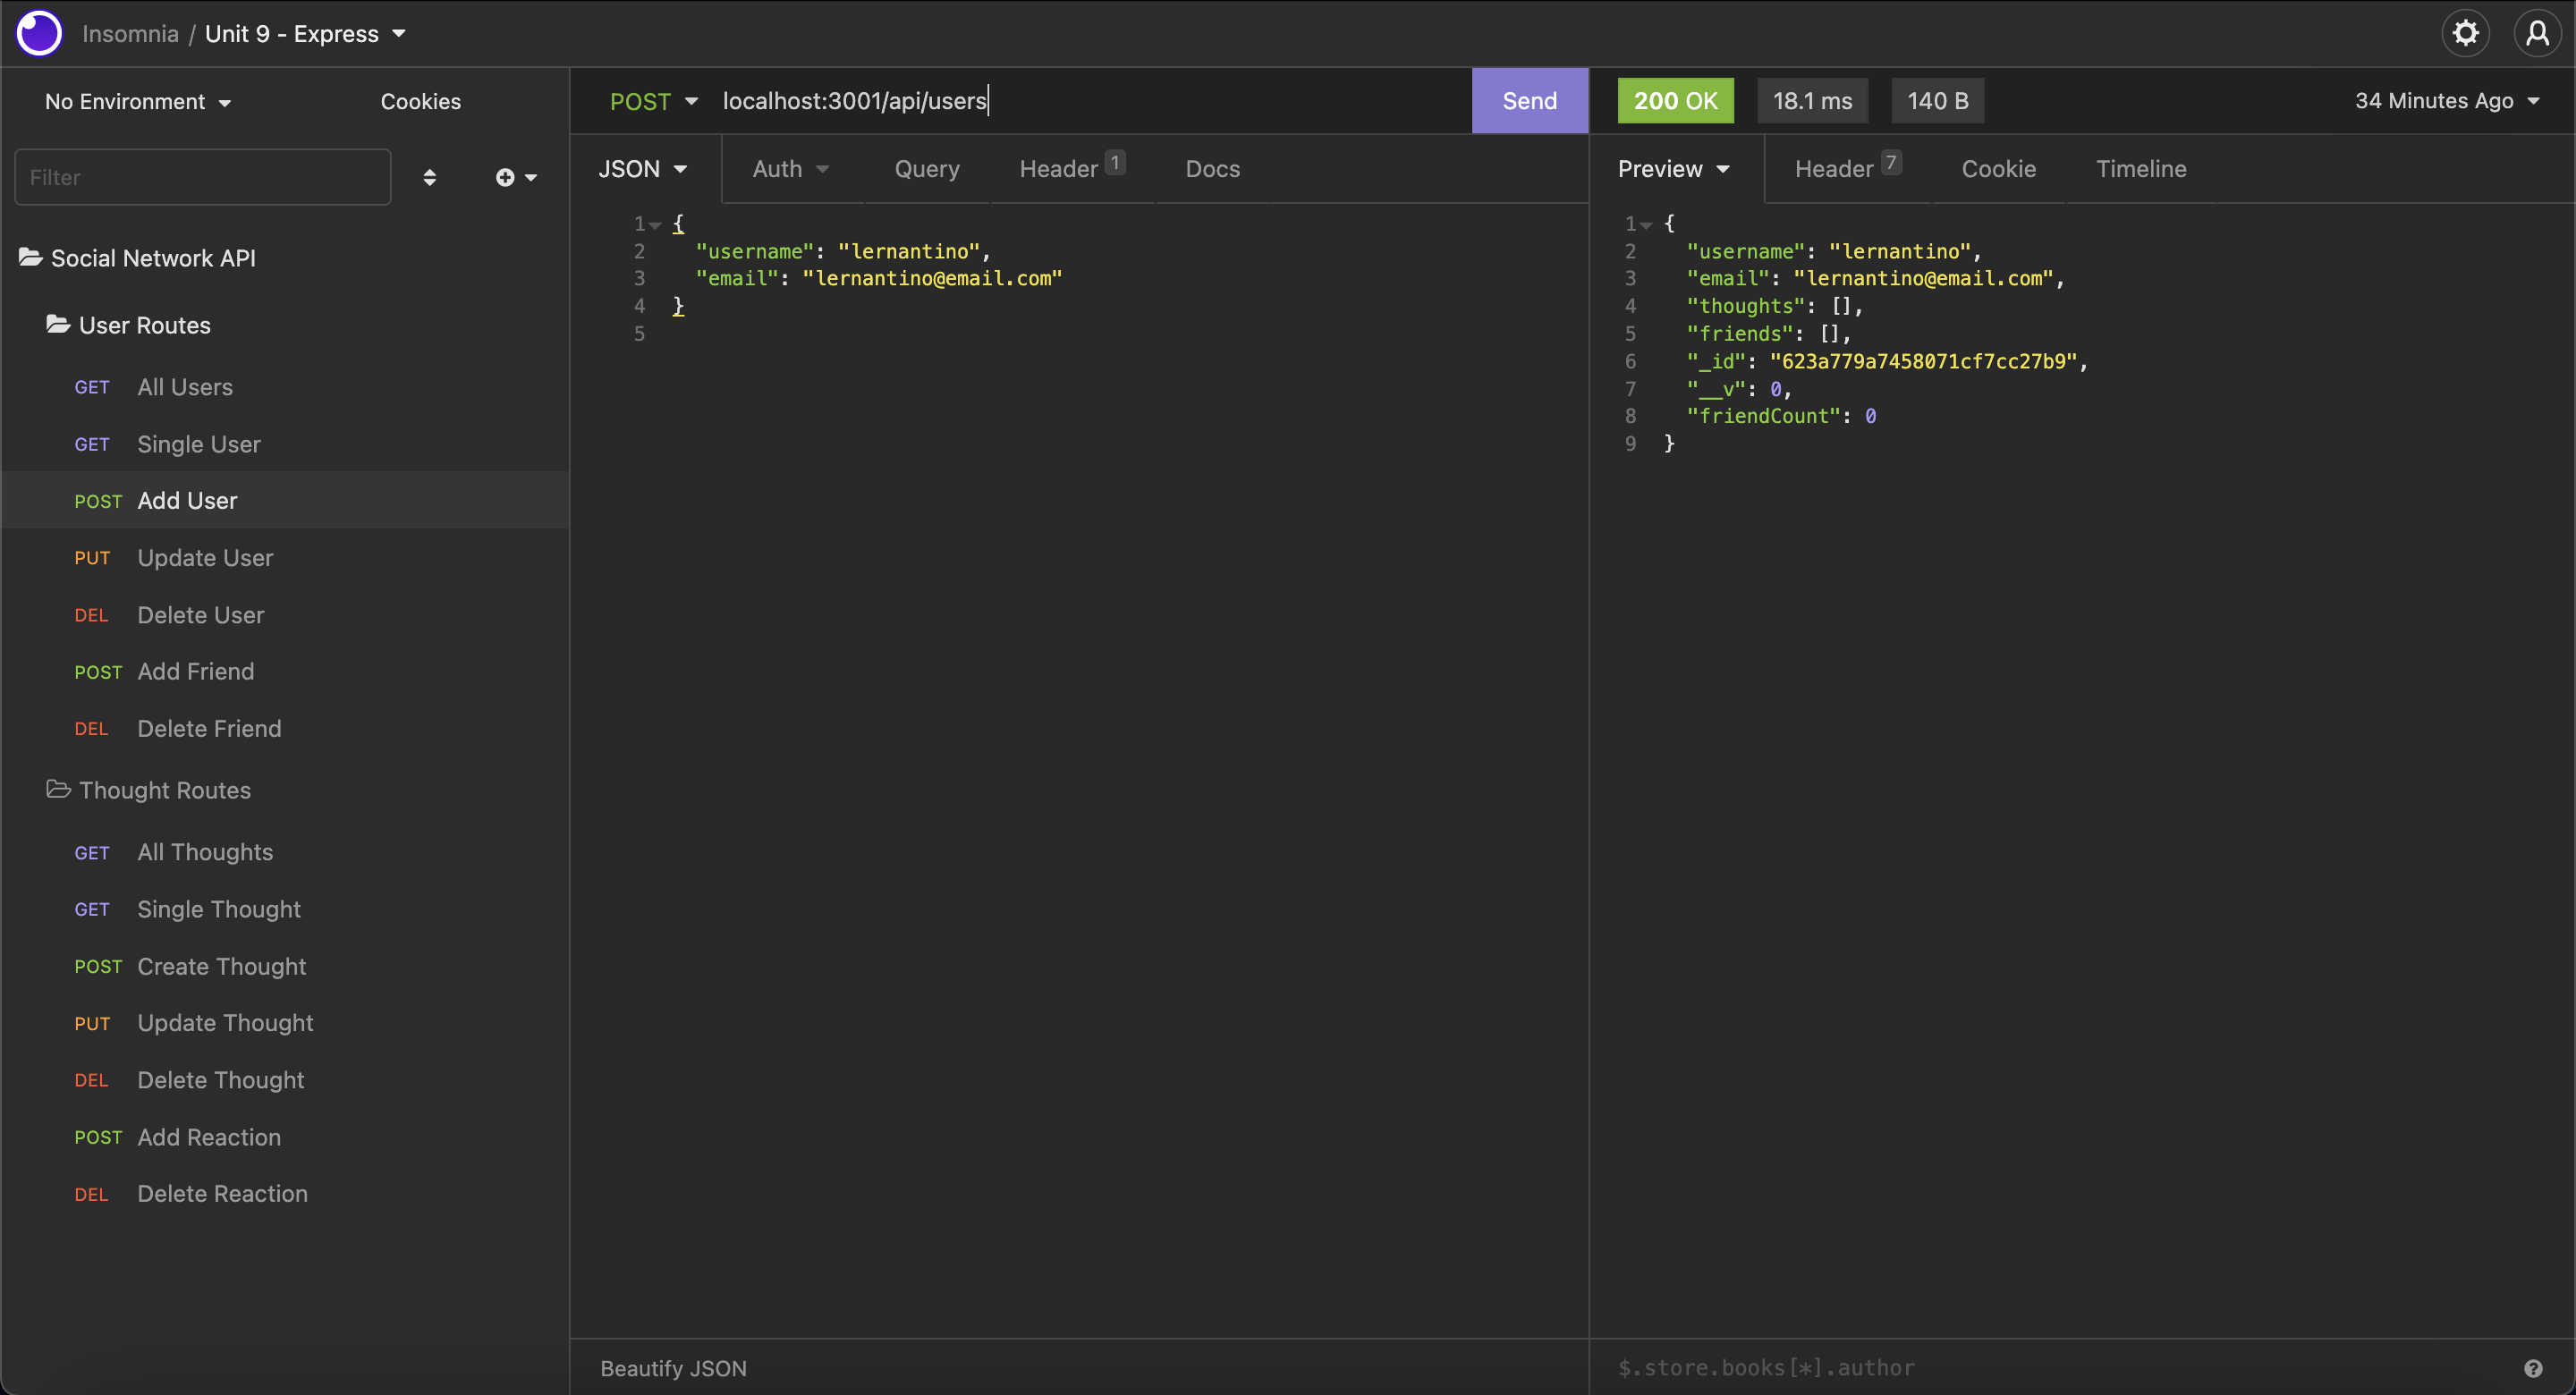 Insomnia / Unit 9 - Express
No Environment
Cookies
Filter
Social Network API
User Routes
GET All Users
GET Single User
POST Add User
PUT Update User
DEL Delete User
POST Add Friend
DEL Delete Friend
Thought Routes
GET All Thoughts
GET Single Thought
POST Create Thought
PUT Update Thought
DEL Delete Thought
POST Add Reaction
DEL Delete Reaction
POST localhost:3001/api/users Send
JSON Auth Query Header 1 Docs
1 {
2 "username": "lernantino",
3 "email": "lernantino@email.com"
4 }
5
Beautify JSON
200 OK 18.1 ms 140 B 34 Minutes Ago
Preview Header 7 Cookie Timeline
1 {
2 "username": "lernantino",
3 "email": "lernantino@email.com",
4 "thoughts": [],
5 "friends": [],
6 "_id": "623a779a7458071cf7cc27b9",
7 "__v": 0,
8 "friendCount": 0
9 }
$.store.books[*].author
?